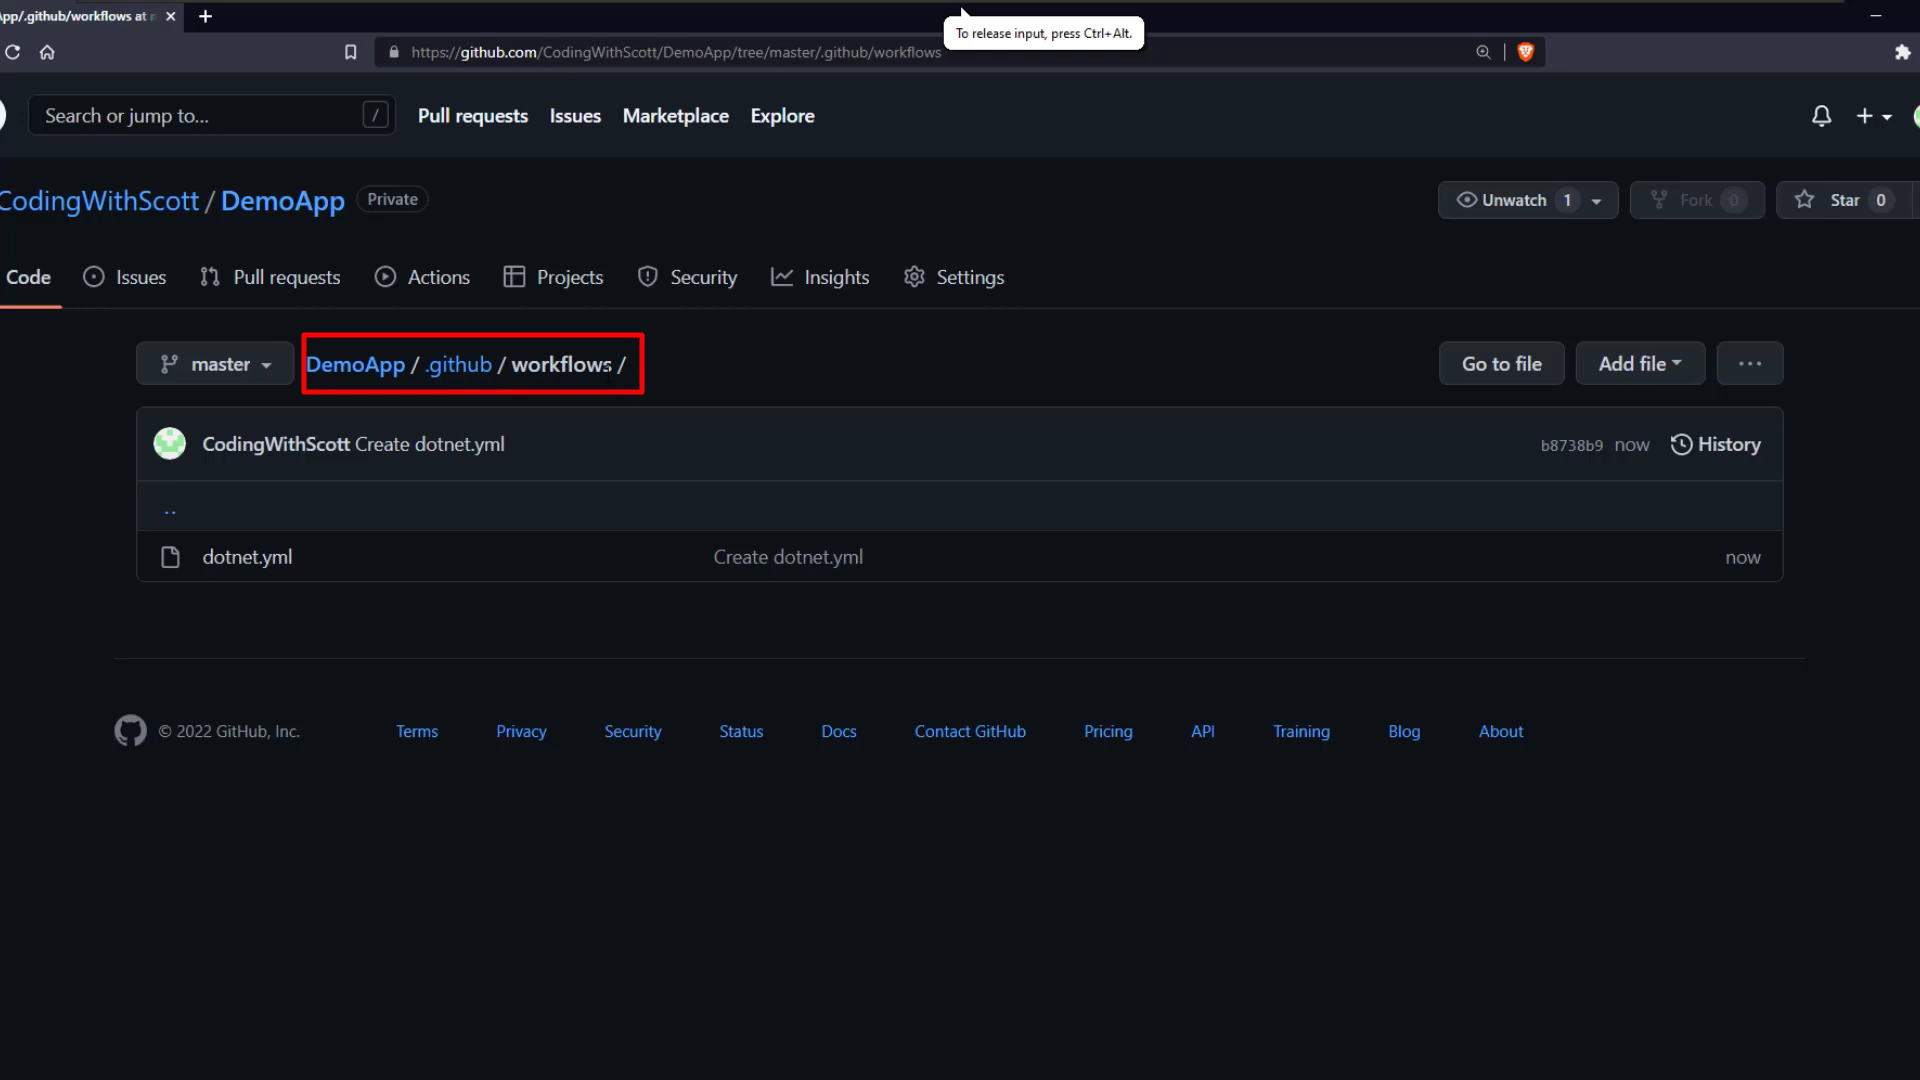 App/.github/workflows at
To release input, press Ctrl+Alt.
https://github.com/CodingWithScott/DemoApp/tree/master/.github/workflows
Search or jump to... /
Pull requests Issues Marketplace Explore
CodingWithScott / DemoApp Private
Unwatch 1 Fork 0 Star 0
Code Issues Pull requests Actions Projects Security Insights Settings
master DemoApp / .github / workflows /
Go to file Add file ...
CodingWithScott Create dotnet.yml b8738b9 now History
..
dotnet.yml Create dotnet.yml now
© 2022 GitHub, Inc. Terms Privacy Security Status Docs Contact GitHub Pricing API Training Blog About